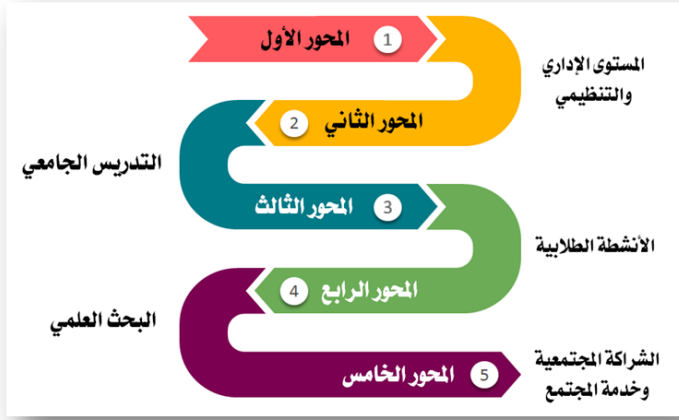 المحور الأول 1
المستوى الإداري
والتنظيمي
المحور الثاني 2
التدريس الجامعي
المحور الثالث 3
الأنشطة الطلابية
المحور الرابع 4
البحث العلمي
المحور الخامس 5
الشراكة المجتمعية
وخدمة المجتمع